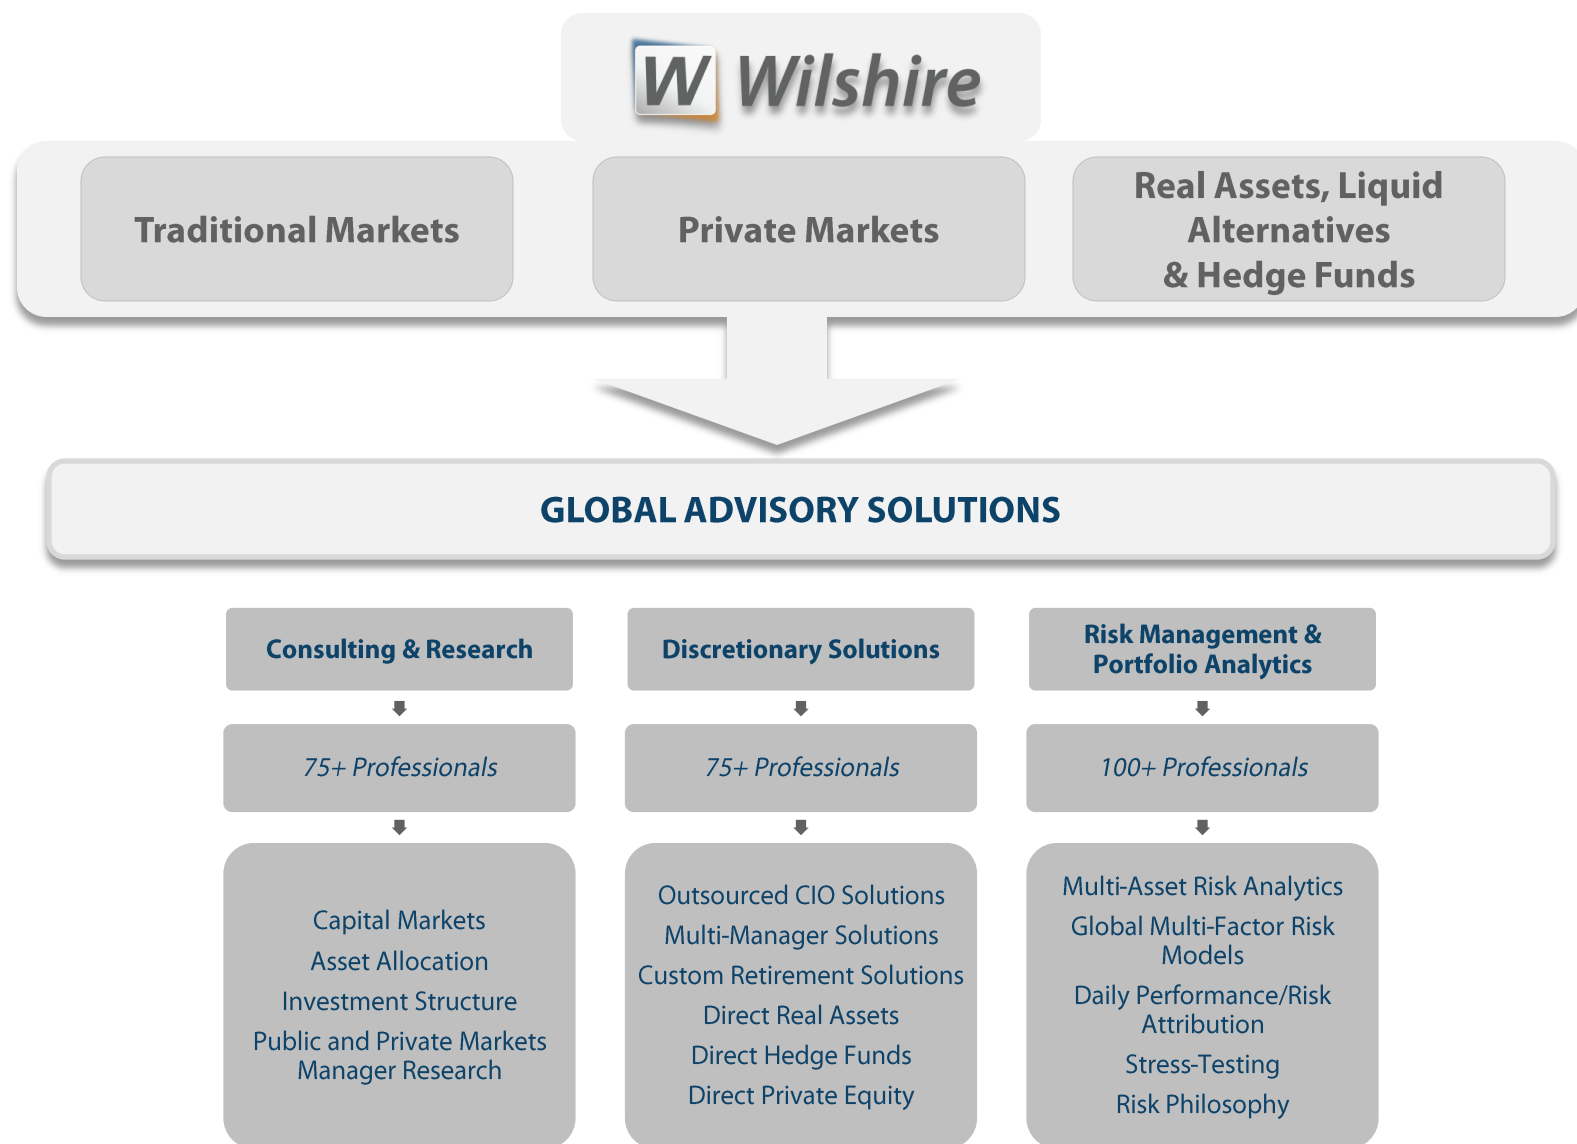 W Wilshire
Traditional Markets
Private Markets
Real Assets, Liquid
Alternatives
& Hedge Funds
GLOBAL ADVISORY SOLUTIONS
Consulting & Research
75+ Professionals
Capital Markets
Asset Allocation
Investment Structure
Public and Private Markets
Manager Research
Discretionary Solutions
75+ Professionals
Outsourced CIO Solutions
Multi-Manager Solutions
Custom Retirement Solutions
Direct Real Assets
Direct Hedge Funds
Direct Private Equity
Risk Management &
Portfolio Analytics
100+ Professionals
Multi-Asset Risk Analytics
Global Multi-Factor Risk
Models
Daily Performance/Risk
Attribution
Stress-Testing
Risk Philosophy